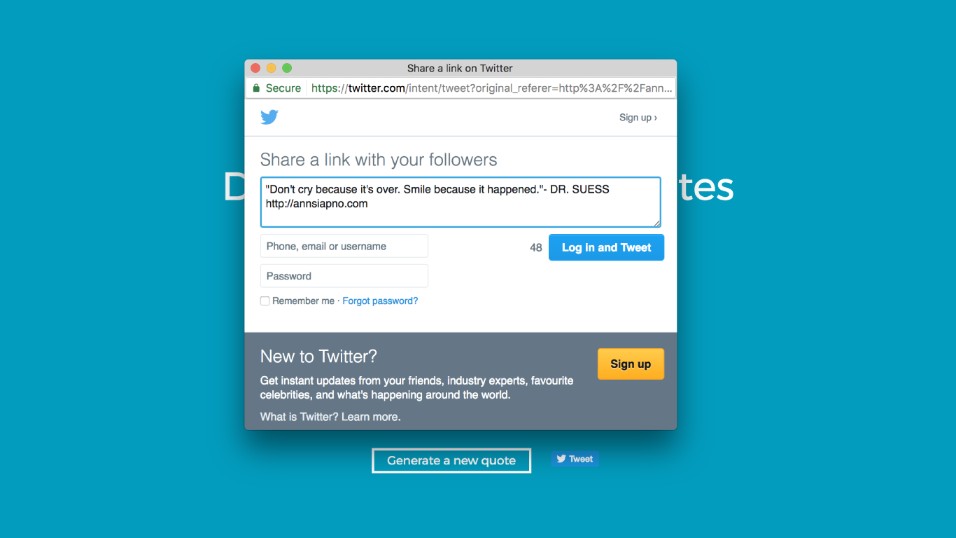 Share a link on Twitter
Secure https://twitter.com/intent/tweet?original_referer=http%3A%2F%2Fann...
Sign up ›
Share a link with your followers
"Don't cry because it's over. Smile because it happened."- DR. SUESS
http://annsiapno.com
D
tes
Phone, email or username
48
Log in and Tweet
Password
Remember me · Forgot password?
New to Twitter?
Sign up
Get instant updates from your friends, industry experts, favourite
celebrities, and what's happening around the world.
What is Twitter? Learn more.
Generate a new quote
Tweet